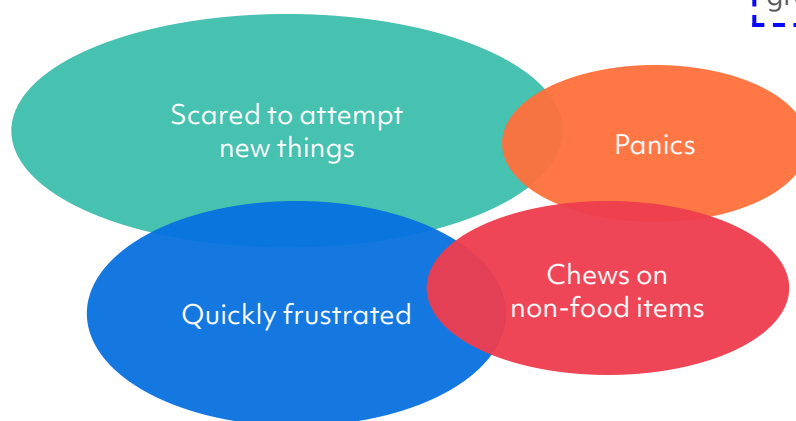 Scared to attempt
new things
Panics
Chews on
non-food items
Quickly frustrated